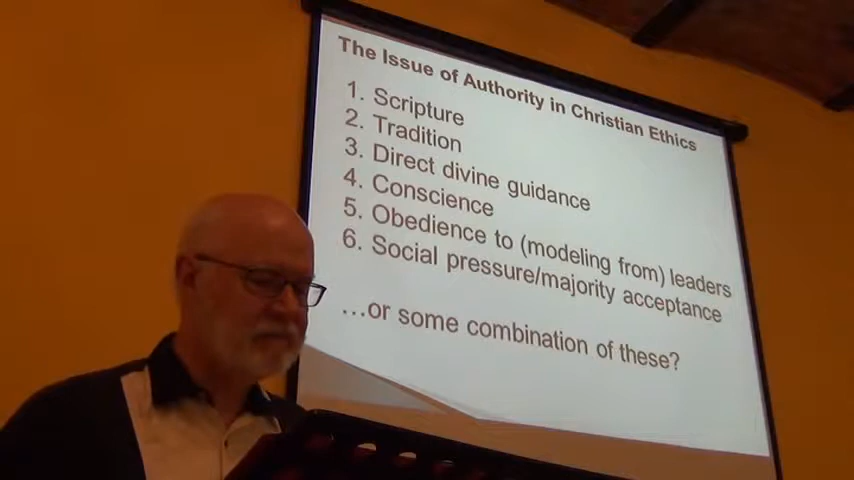 The Issue of Authority in Christian Ethics
1. Scripture
2. Tradition
3. Direct divine guidance
4. Conscience
5. Obedience to (modeling from) leaders
6. Social pressure/majority acceptance
...or some combination of these?